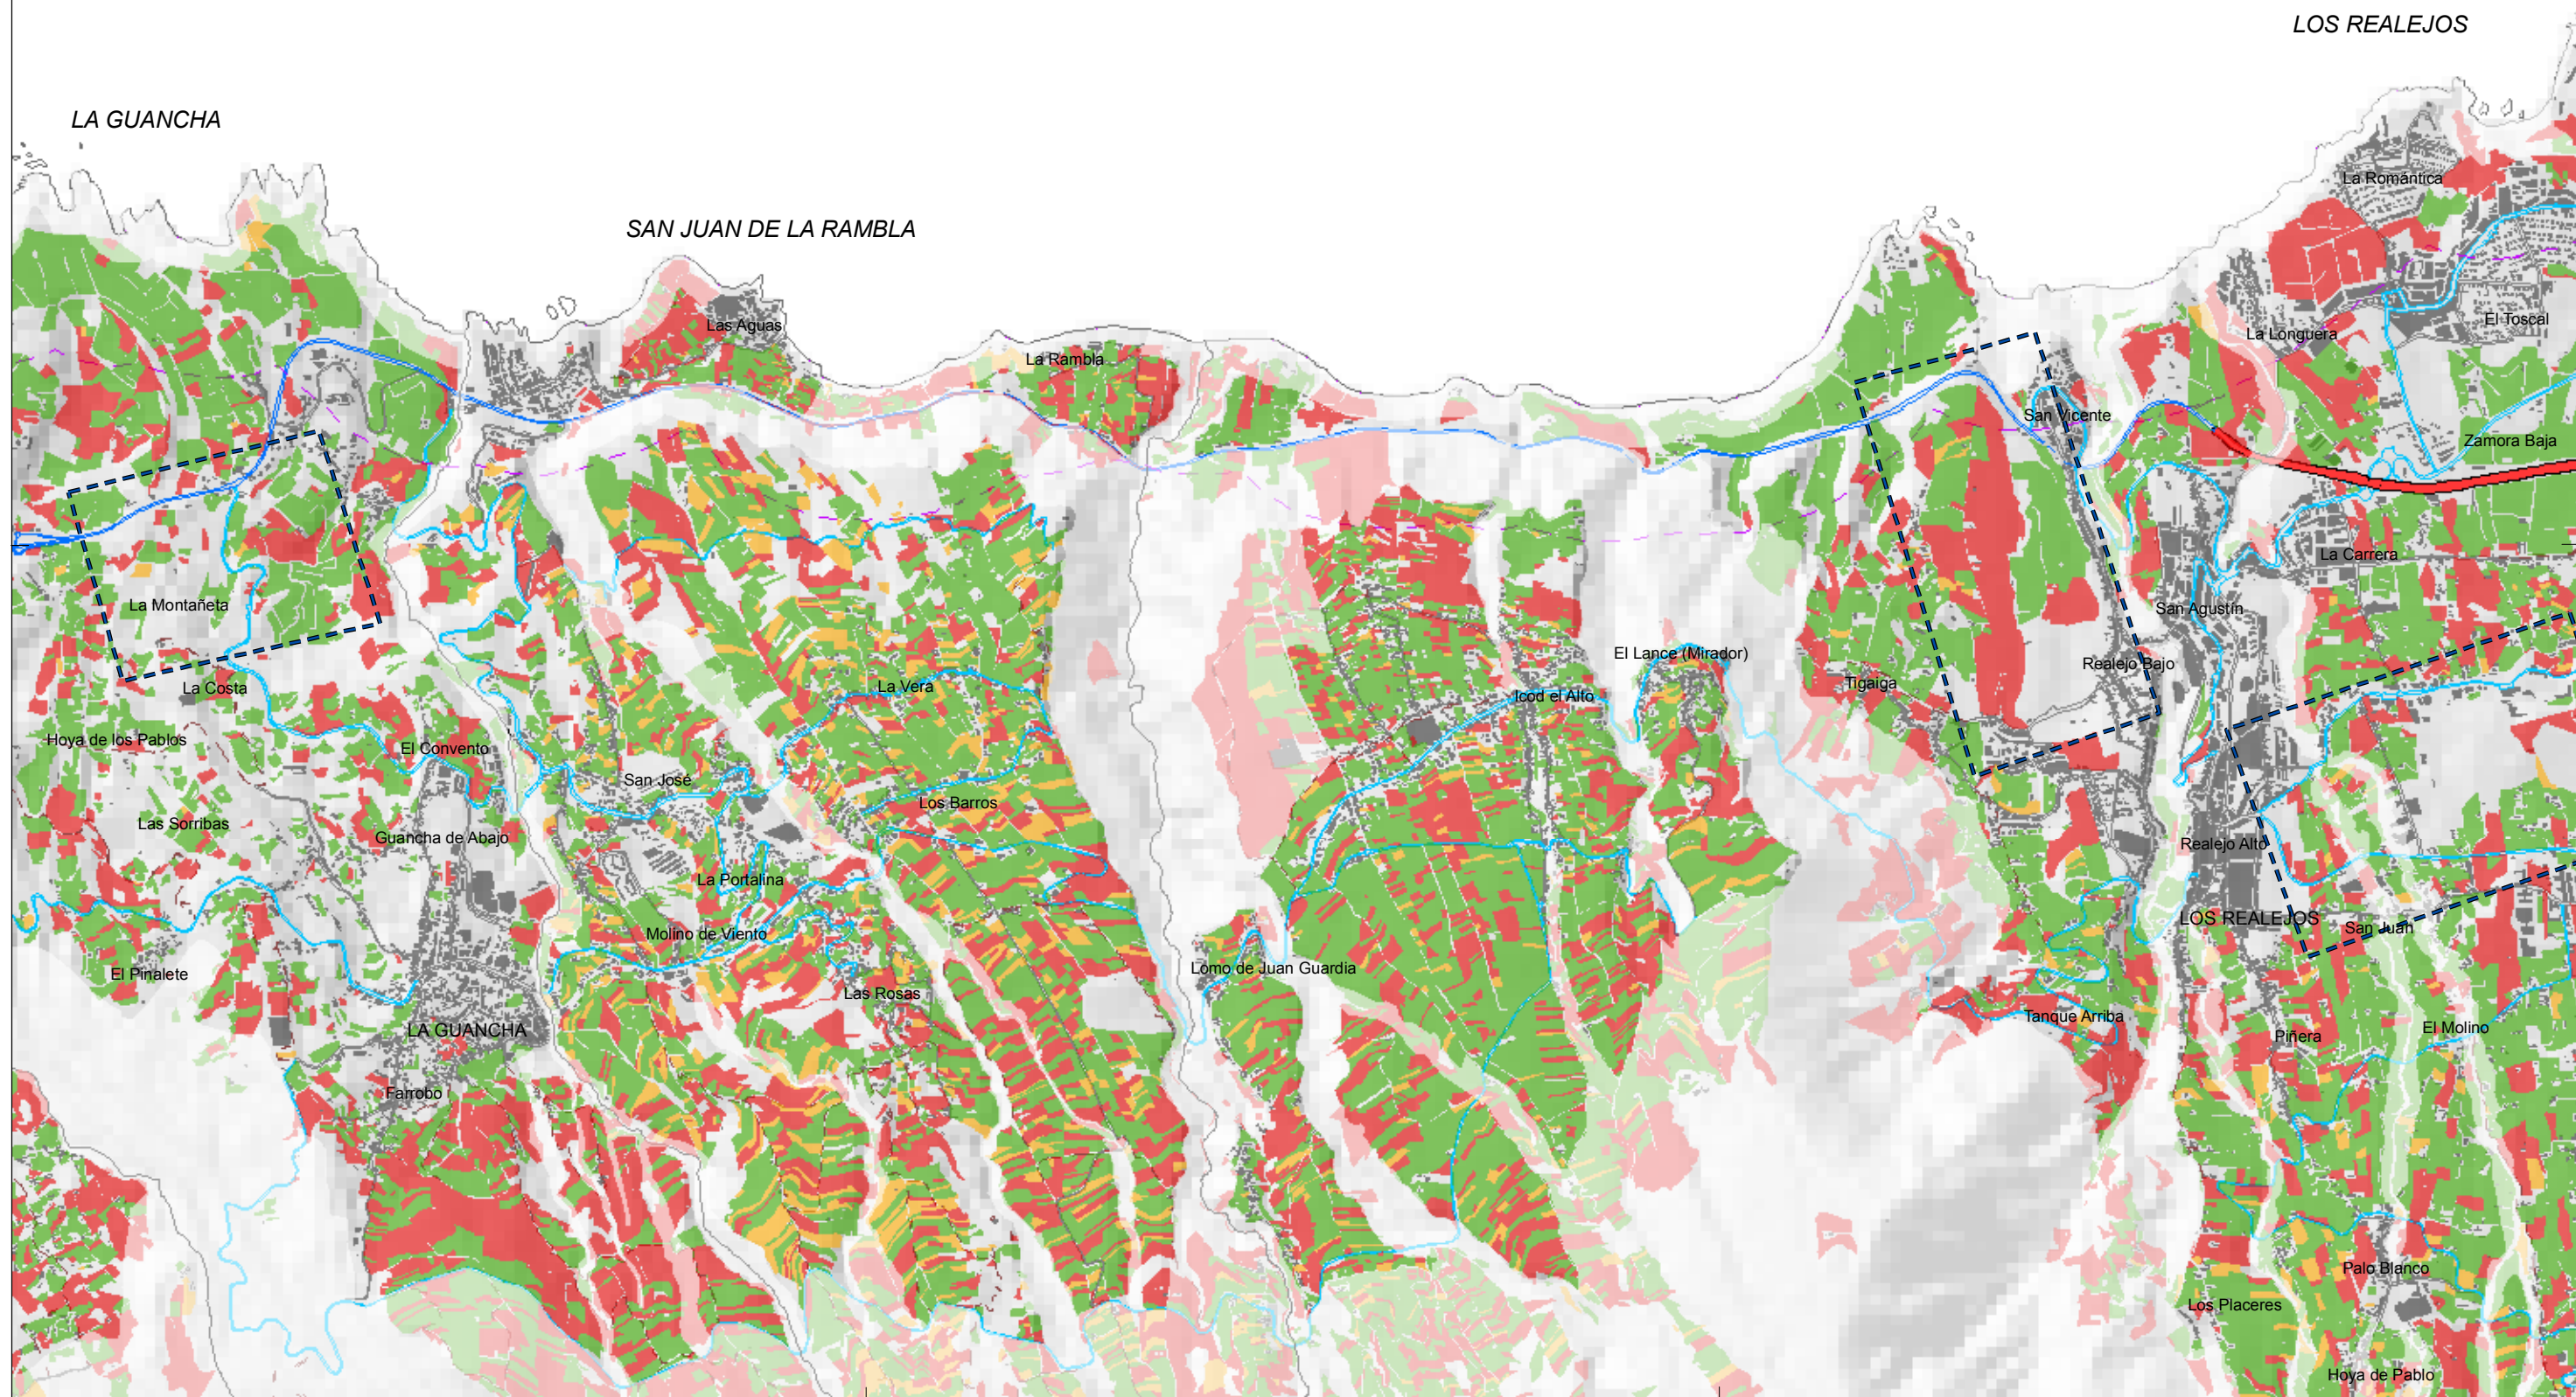 LOS REALEJOS
LA GUANCHA
La Romántica
SAN JUAN DE LA RAMBLA
El Toscal
Las Aguas
La Longuera
La Rambla
San Vicente
Zamora Baja
La Carrera
La Montañeta
San Agustín
El Lance (Mirador)
Realejo Bajo
La Costa
La Vera
Tigaiga
Icod el Alto
Hoya de los Pablos
El Convento
San José
Los Barros
Las Sorribas
Guancha de Abajo
Realejo Alto
La Portalina
LOS REALEJOS
San Juan
Molino de Viento
El Pinalete
Lomo de Juan Guardia
Las Rosas
Tanque Arriba
LA GUANCHA
El Molino
Piñera
Farrobo
Palo Blanco
Los Placeres
Hoya de Pablo